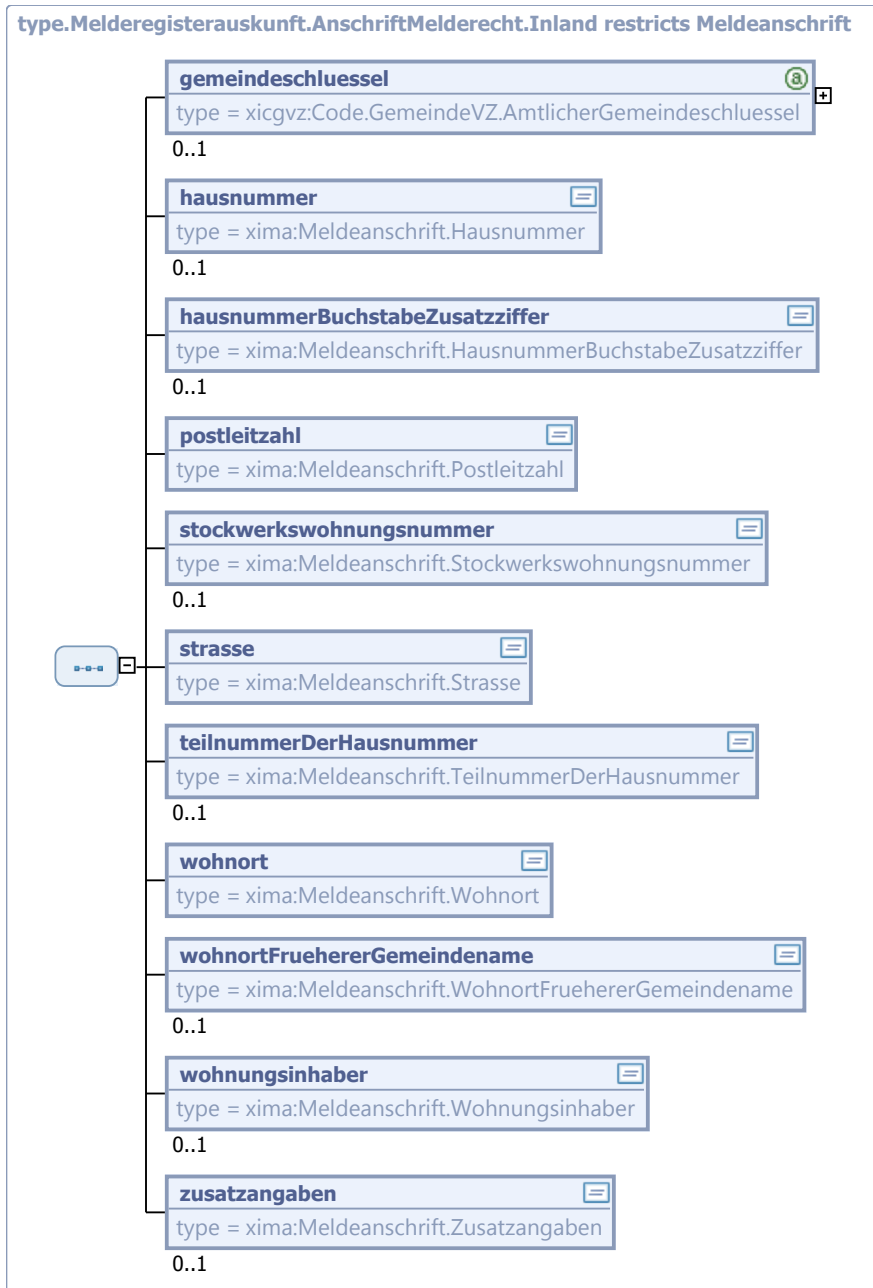 type.Melderegisterauskunft.AnschriftMelderecht.Inland restricts Meldeanschrift
gemeindeschluessel
type = xicgvz:Code.GemeindeVZ.AmtlicherGemeindeschluessel
0..1
hausnummer
type = xima:Meldeanschrift.Hausnummer
0..1
hausnummerBuchstabeZusatzziffer
type = xima:Meldeanschrift.HausnummerBuchstabeZusatzziffer
0..1
postleitzahl
type = xima:Meldeanschrift.Postleitzahl
stockwerkswohnungsnummer
type = xima:Meldeanschrift.Stockwerkswohnungsnummer
0..1
strasse
type = xima:Meldeanschrift.Strasse
teilnummerDerHausnummer
type = xima:Meldeanschrift.TeilnummerDerHausnummer
0..1
wohnort
type = xima:Meldeanschrift.Wohnort
wohnortFruehererGemeindename
type = xima:Meldeanschrift.WohnortFruehererGemeindename
0..1
wohnungsinhaber
type = xima:Meldeanschrift.Wohnungsinhaber
0..1
zusatzangaben
type = xima:Meldeanschrift.Zusatzangaben
0..1